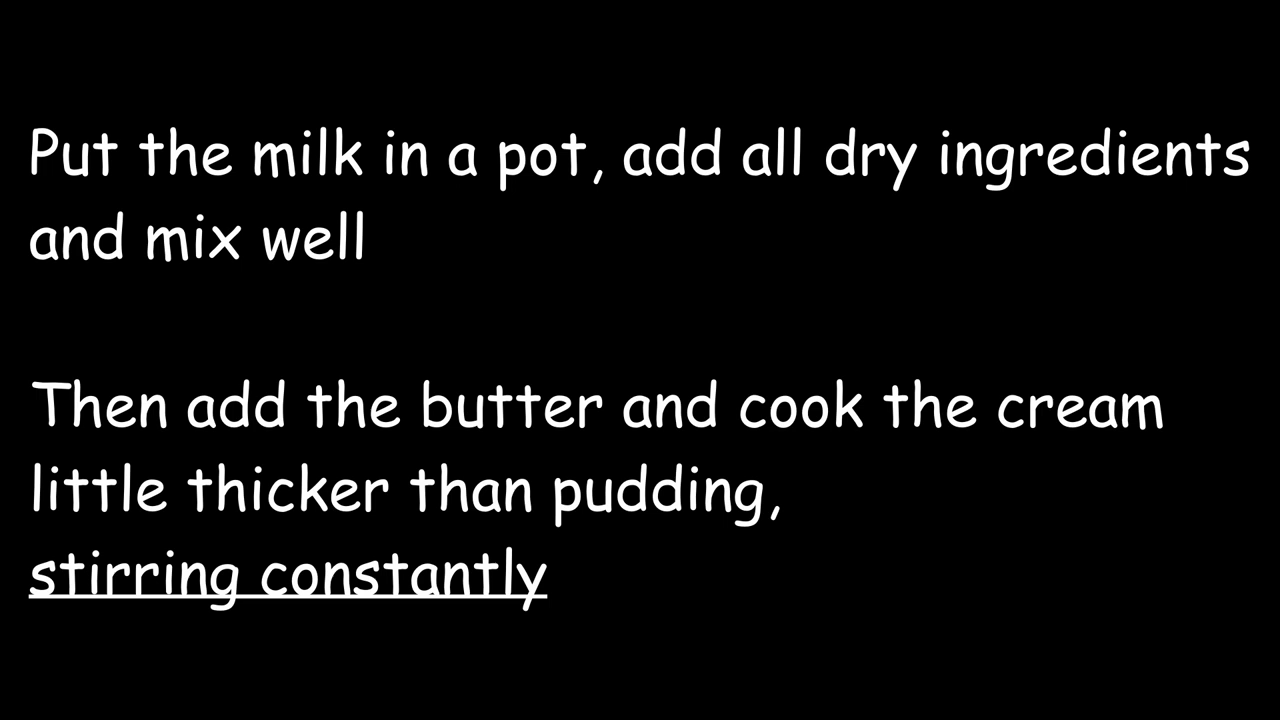 Put the milk in a pot, add all dry ingredients
and mix well
Then add the butter and cook the cream
little thicker than pudding,
stirring constantly